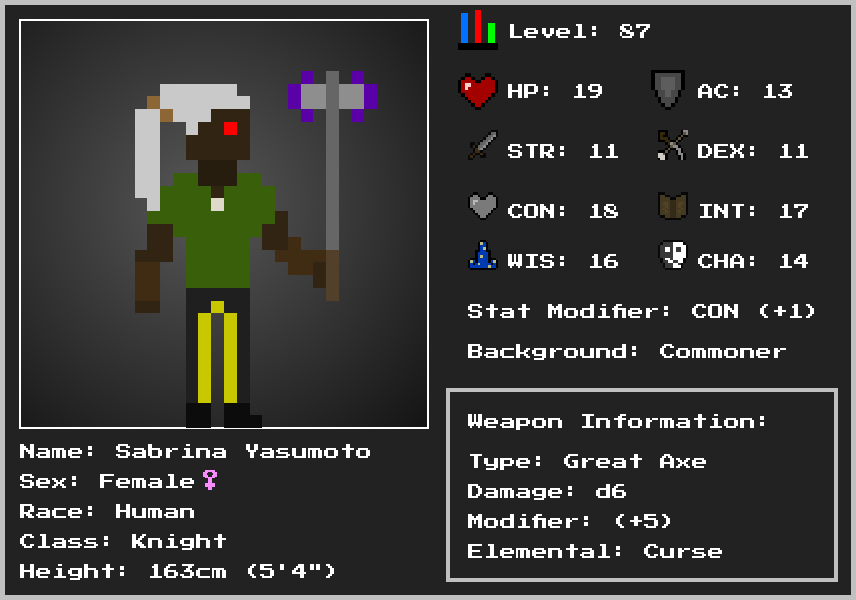 Level: 87
HP: 19 AC: 13
STR: 11 DEX: 11
CON: 18 INT: 17
WIS: 16 CHA: 14
Stat Modifier: CON (+1)
Background: Commoner
Weapon Information:
Type: Great Axe
Damage: d6
Modifier: (+5)
Elemental: Curse
Name: Sabrina Yasumoto
Sex: Female♀
Race: Human
Class: Knight
Height: 163cm (5'4")